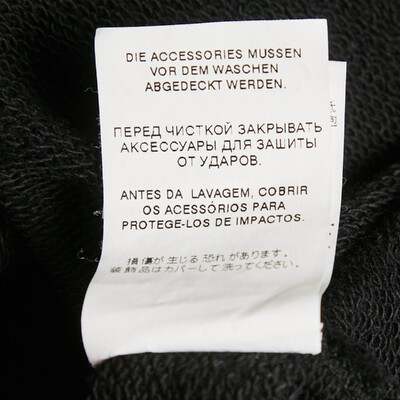 DIE ACCESSORIES MUSSEN
VOR DEM WASCHEN
ABGEDECKT WERDEN.
ПЕРЕД ЧИСТКОЙ ЗАКРЫВАТЬ
АКСЕССУАРЫ ДЛЯ ЗАЩИТЫ
ОТ УДАРОВ.
ANTES DA LAVAGEM, COBRIR
OS ACESSÓRIOS PARA
PROTEGE-LOS DE IMPACTOS.
損傷が生じる恐れがあります。
装飾品はカバーして洗ってください。